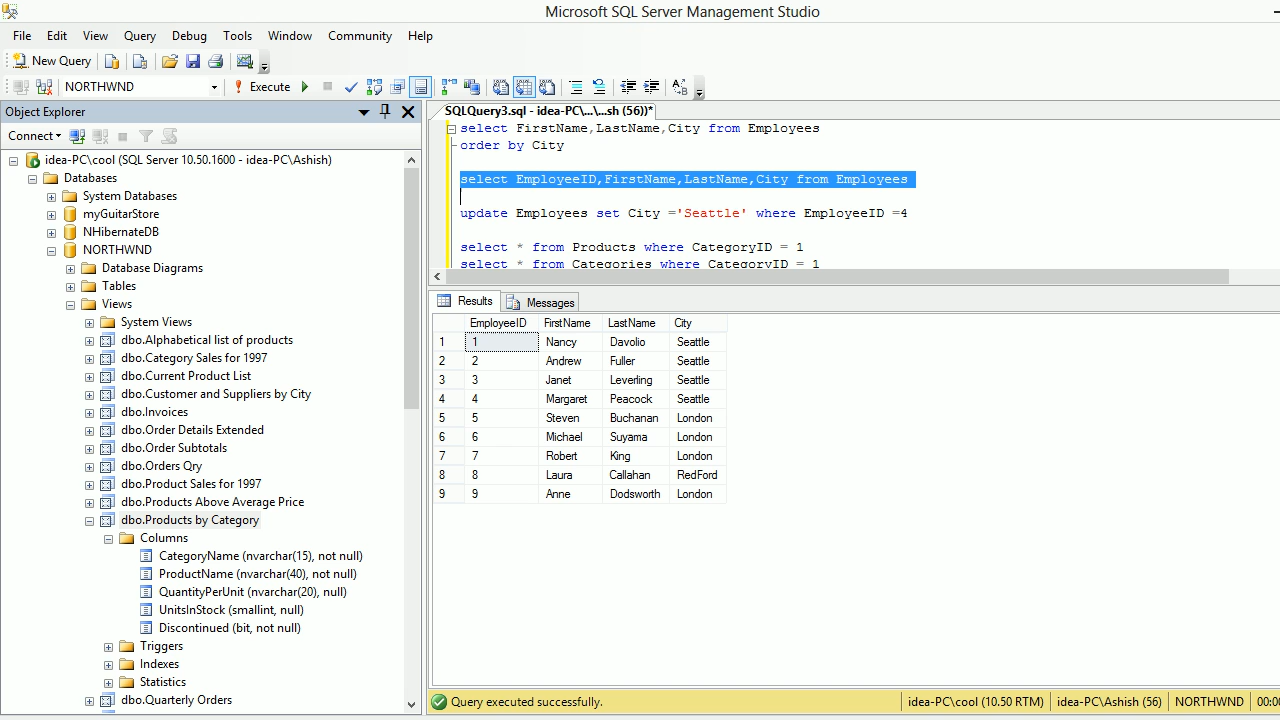 Microsoft SQL Server Management Studio
File Edit View Query Debug Tools Window Community Help
New Query
NORTHWND Execute
Object Explorer
Connect
idea-PC\cool (SQL Server 10.50.1600 - idea-PC\Ashish)
Databases
System Databases
myGuitarStore
NHibernateDB
NORTHWND
Database Diagrams
Tables
Views
System Views
dbo.Alphabetical list of products
dbo.Category Sales for 1997
dbo.Current Product List
dbo.Customer and Suppliers by City
dbo.Invoices
dbo.Order Details Extended
dbo.Order Subtotals
dbo.Orders Qry
dbo.Product Sales for 1997
dbo.Products Above Average Price
dbo.Products by Category
Columns
CategoryName (nvarchar(15), not null)
ProductName (nvarchar(40), not null)
QuantityPerUnit (nvarchar(20), null)
UnitsInStock (smallint, null)
Discontinued (bit, not null)
Triggers
Indexes
Statistics
dbo.Quarterly Orders
SQLQuery3.sql - idea-PC\...\...sh (56))*
select FirstName,LastName,City from Employees
order by City
select EmployeeID,FirstName,LastName,City from Employees
update Employees set City ='Seattle' where EmployeeID =4
select * from Products where CategoryID = 1
select * from Categories where CategoryID = 1
Results Messages
EmployeeID FirstName LastName City
1 1 Nancy Davolio Seattle
2 2 Andrew Fuller Seattle
3 3 Janet Leverling Seattle
4 4 Margaret Peacock Seattle
5 5 Steven Buchanan London
6 6 Michael Suyama London
7 7 Robert King London
8 8 Laura Callahan RedFord
9 9 Anne Dodsworth London
Query executed successfully. idea-PC\cool (10.50 RTM) idea-PC\Ashish (56) NORTHWND 00:0